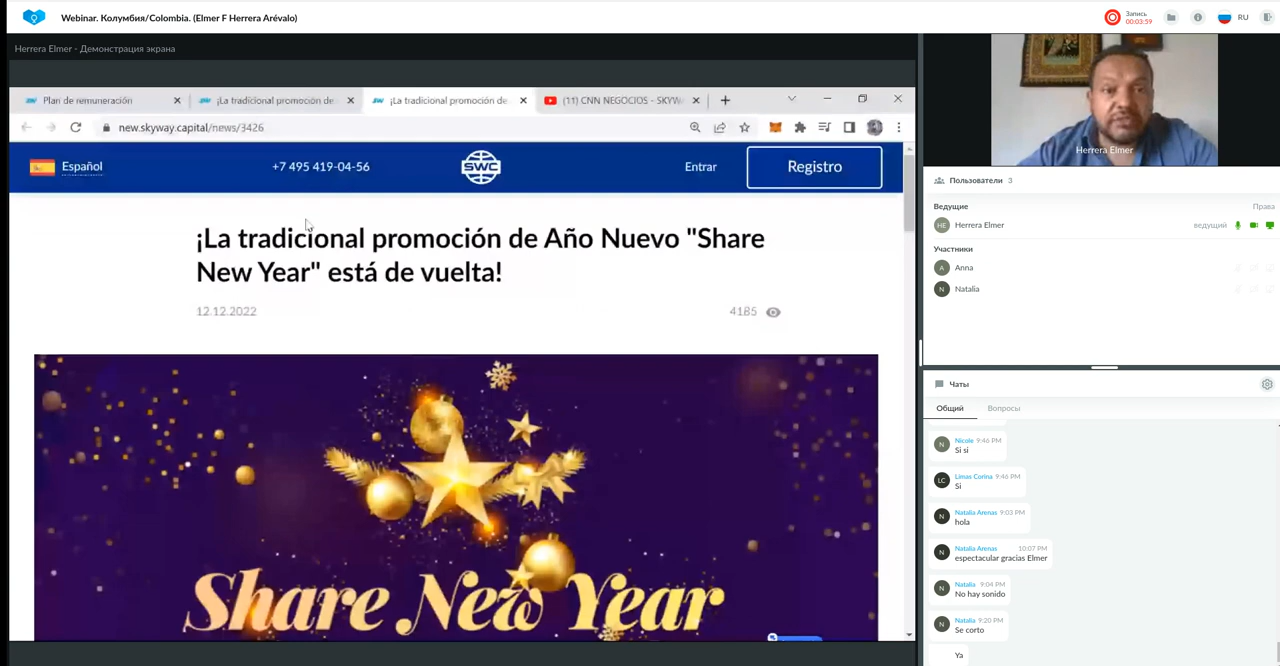 Webinar. Колумбия/Colombia. (Elmer F Herrera Arévalo)
Запись
00:03:59
RU
Herrera Elmer - Демонстрация экрана
Plan de remuneración
¡La tradicional promoción de
¡La tradicional promoción de
(11) CNN NEGOCIOS - SKYW
new.skyway.capital/news/3426
Español
+7 495 419-04-56
SWC
Entrar
Registro
¡La tradicional promoción de Año Nuevo "Share
New Year" está de vuelta!
12.12.2022
4185
Share New Year
Herrera Elmer
Пользователи 3
Ведущие
Права
HE
Herrera Elmer
ведущий
Участники
A
Anna
N
Natalia
Чаты
Общий
Вопросы
N
Nicole 9:46 PM
Si si
LC
Limas Corina 9:46 PM
Si
N
Natalia Arenas 9:03 PM
hola
N
Natalia Arenas 10:07 PM
espectacular gracias Elmer
N
Natalia 9:04 PM
No hay sonido
N
Natalia 9:20 PM
Se corto
Ya